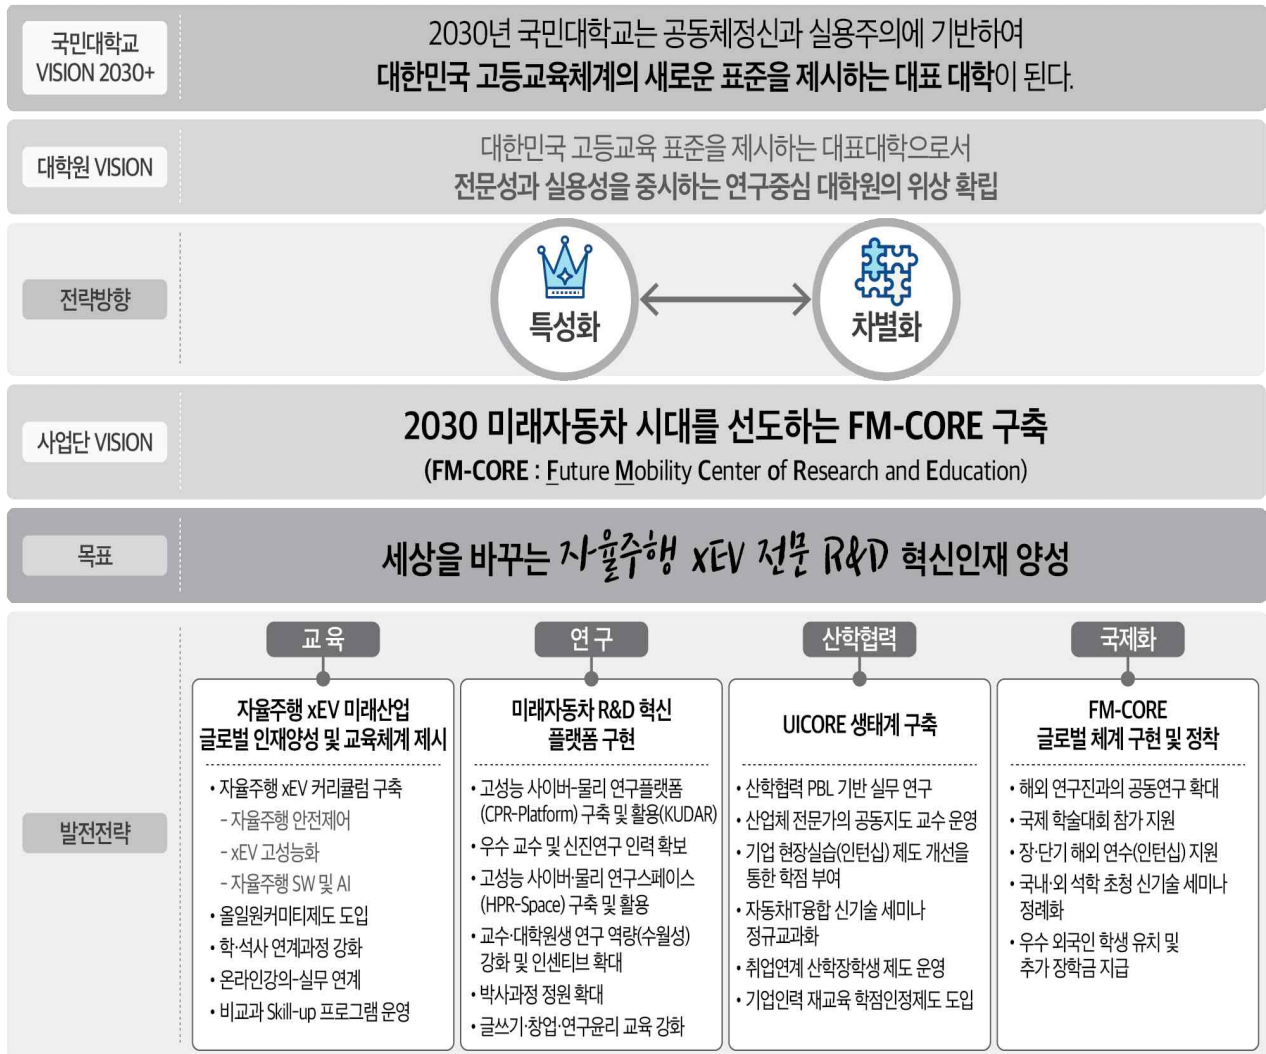 국민대학교
VISION 2030+
2030년 국민대학교는 공동체정신과 실용주의에 기반하여
대한민국 고등교육체계의 새로운 표준을 제시하는 대표 대학이 된다.
대학원 VISION
대한민국 고등교육 표준을 제시하는 대표대학으로서
전문성과 실용성을 중시하는 연구중심 대학원의 위상 확립
전략방향
특성화
차별화
사업단 VISION
2030 미래자동차 시대를 선도하는 FM-CORE 구축
(FM-CORE : Future Mobility Center of Research and Education)
목표
세상을 바꾸는 자율주행 xEV 전문 R&D 혁신인재 양성
발전전략
교 육
자율주행 xEV 미래산업
글로벌 인재양성 및 교육체계 제시
• 자율주행 xEV 커리큘럼 구축
- 자율주행 안전제어
- xEV 고성능화
- 자율주행 SW 및 AI
• 올일원커미티제도 도입
• 학·석사 연계과정 강화
• 온라인강의-실무 연계
• 비교과 Skill-up 프로그램 운영
연 구
미래자동차 R&D 혁신
플랫폼 구현
• 고성능 사이버-물리 연구플랫폼
(CPR-Platform) 구축 및 활용(KUDAR)
• 우수 교수 및 신진연구 인력 확보
• 고성능 사이버·물리 연구스페이스
(HPR-Space) 구축 및 활용
• 교수·대학원생 연구 역량(수월성)
강화 및 인센티브 확대
• 박사과정 정원 확대
• 글쓰기·창업·연구윤리 교육 강화
산학협력
UICORE 생태계 구축
• 산학협력 PBL 기반 실무 연구
• 산업체 전문가의 공동지도 교수 운영
• 기업 현장실습(인턴십) 제도 개선을
통한 학점 부여
• 자동차IT융합 신기술 세미나
정규교과화
• 취업연계 산학장학생 제도 운영
• 기업인력 재교육 학점인정제도 도입
국제화
FM-CORE
글로벌 체계 구현 및 정착
• 해외 연구진과의 공동연구 확대
• 국제 학술대회 참가 지원
• 장·단기 해외 연수(인턴십) 지원
• 국내·외 석학 초청 신기술 세미나
정례화
• 우수 외국인 학생 유치 및
추가 장학금 지급